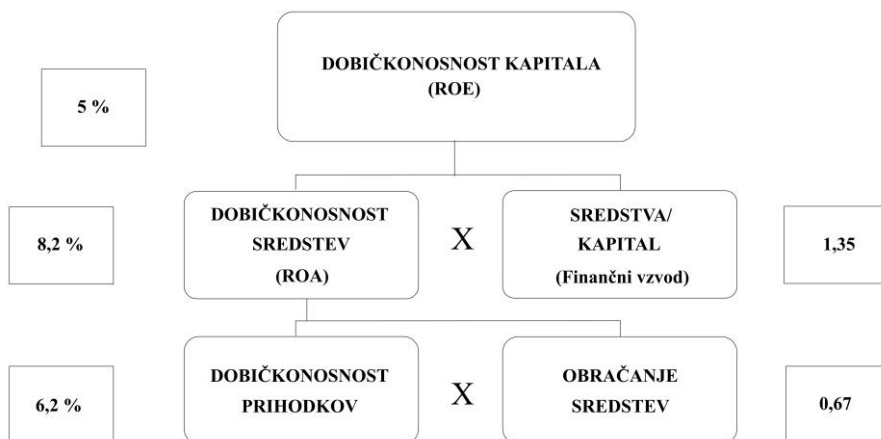 DOBIČKONOSNOST KAPITALA
(ROE)
5 %
DOBIČKONOSNOST
SREDSTEV
(ROA)
X
SREDSTVA/
KAPITAL
(Finančni vzvod)
8,2 %
1,35
DOBIČKONOSNOST
PRIHODKOV
X
OBRAČANJE
SREDSTEV
6,2 %
0,67